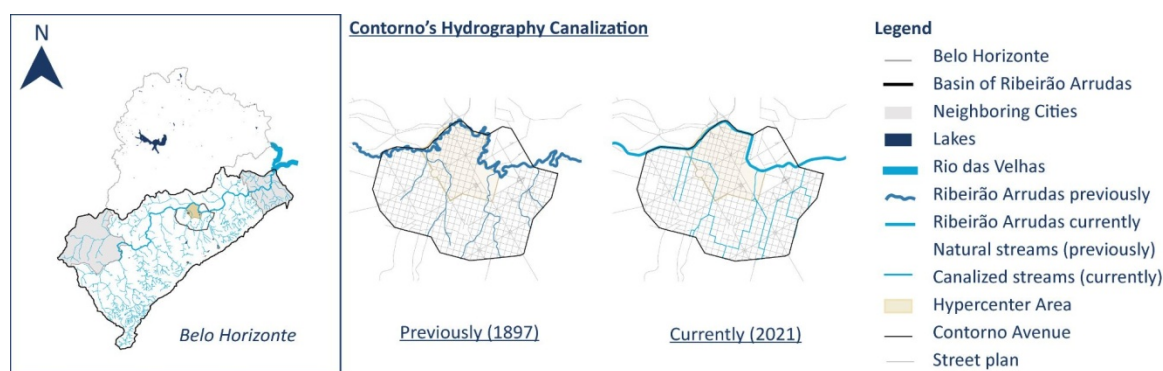 N
Belo Horizonte
Contorno's Hydrography Canalization
Previously (1897)
Currently (2021)
Legend
Belo Horizonte
Basin of Ribeirão Arrudas
Neighboring Cities
Lakes
Rio das Velhas
Ribeirão Arrudas previously
Ribeirão Arrudas currently
Natural streams (previously)
Canalized streams (currently)
Hypercenter Area
Contorno Avenue
Street plan